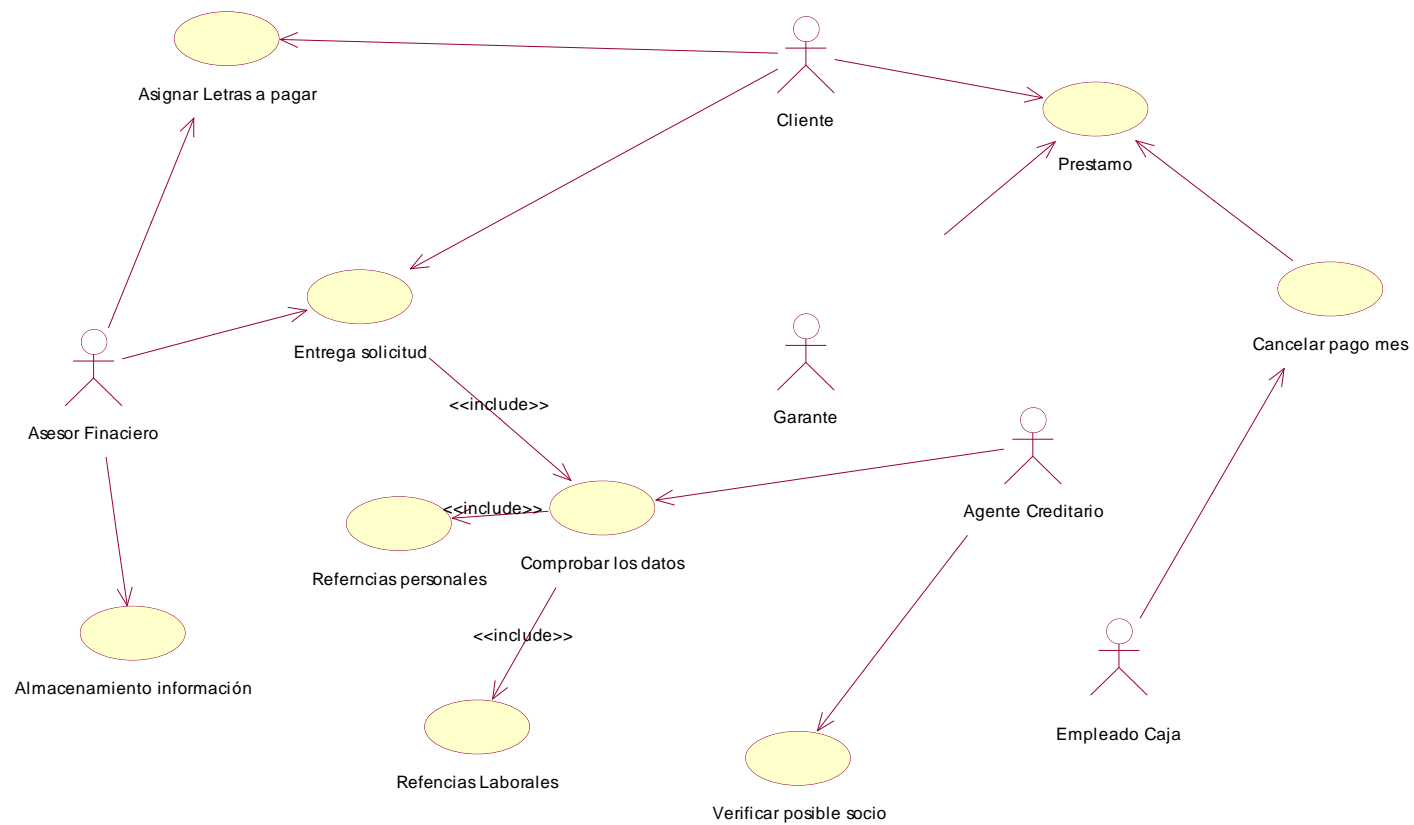 Asignar Letras a pagar
Cliente
Prestamo
Entrega solicitud
Cancelar pago mes
<<include>>
Garante
Asesor Finaciero
<<include>>
Agente Creditario
Comprobar los datos
Referncias personales
<<include>>
Almacenamiento información
Empleado Caja
Refencias Laborales
Verificar posible socio